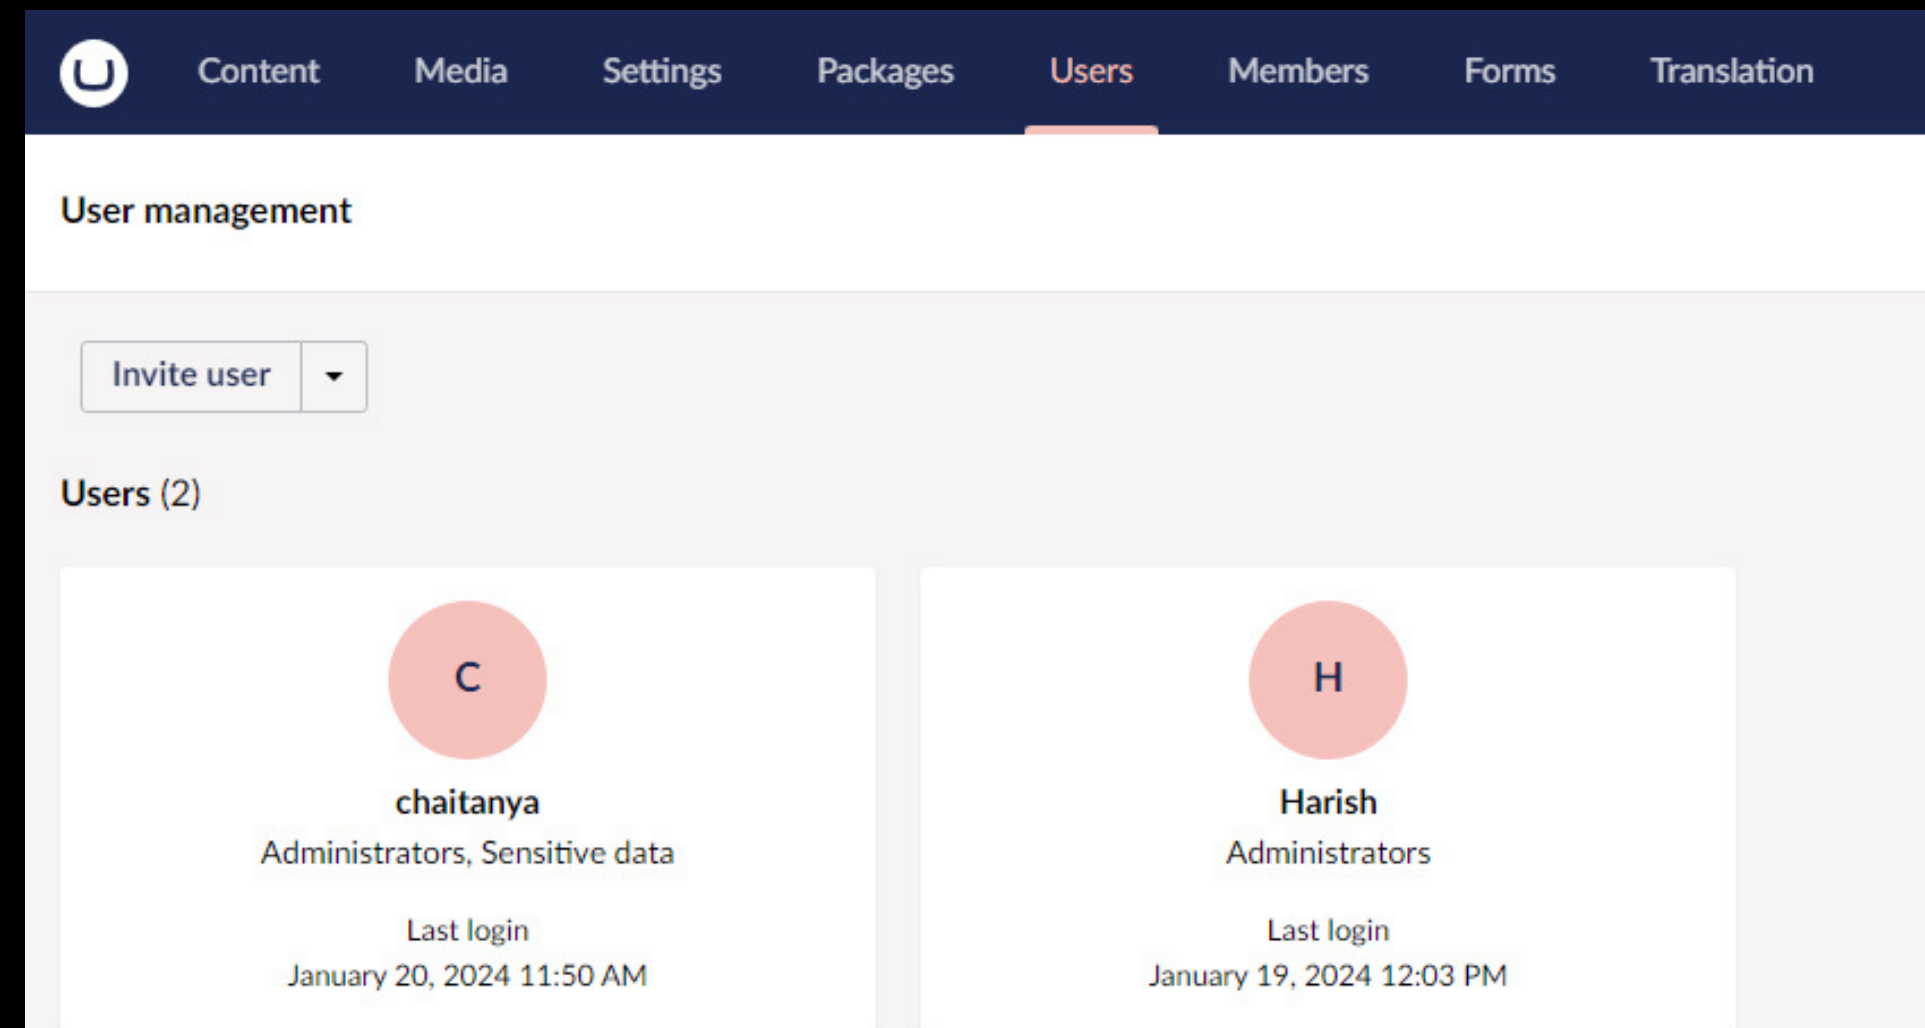 Content Media Settings Packages Users Members Forms Translation
User management
Invite user
Users (2)
C
chaitanya
Administrators, Sensitive data
Last login
January 20, 2024 11:50 AM
H
Harish
Administrators
Last login
January 19, 2024 12:03 PM